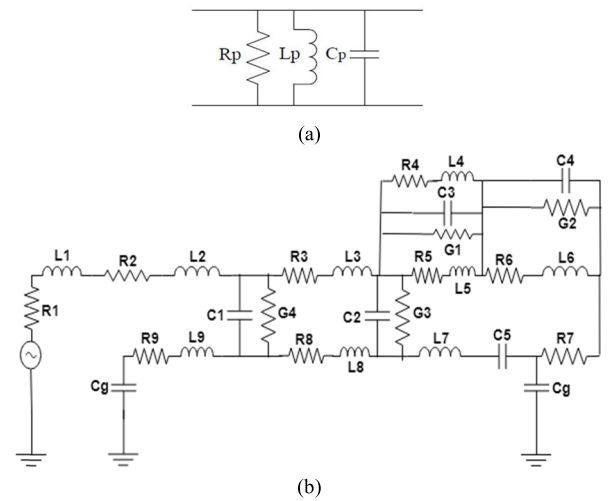 Rp Lp Cp
(a)
R4 L4 C4
C3
G2
G1
L1 R2 L2 R3 L3 R5 L5 R6 L6
R1
C1 G4 C2 G3
R9 L9 R8 L8 L7 C5 R7
Cg Cg
(b)